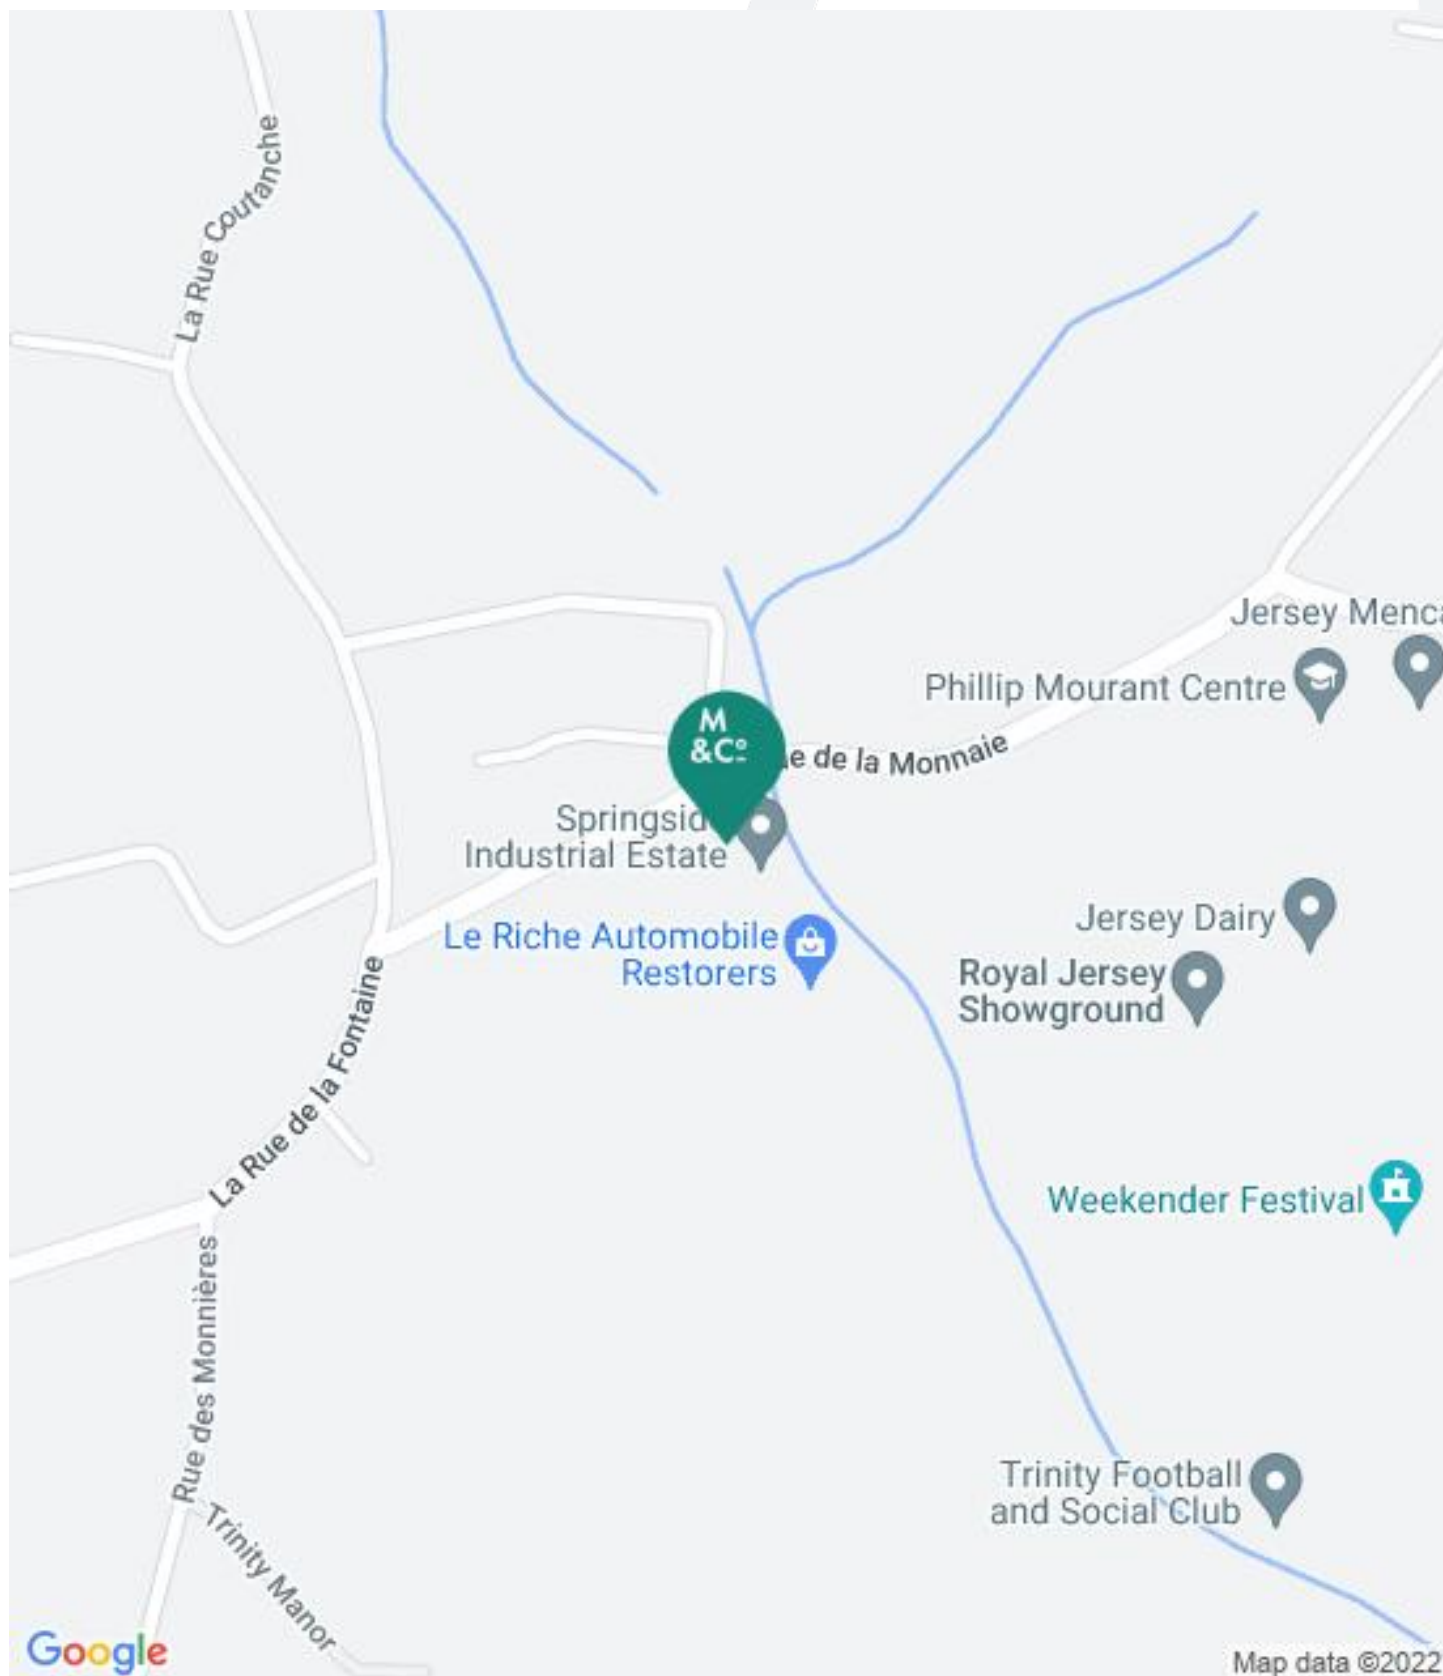 La Rue Coutanche
Jersey
Phillip Mourant Centre
M
&Co
de la Monnaie
Springside
Industrial Estate
Le Riche Automobile
Restorers
Jersey Dairy
Royal Jersey
Showground
La Rue de la Fontaine
Weekender Festival
Rue des Monnières
Trinity Football
and Social Club
Trinity Manor
Google
Map data ©2022